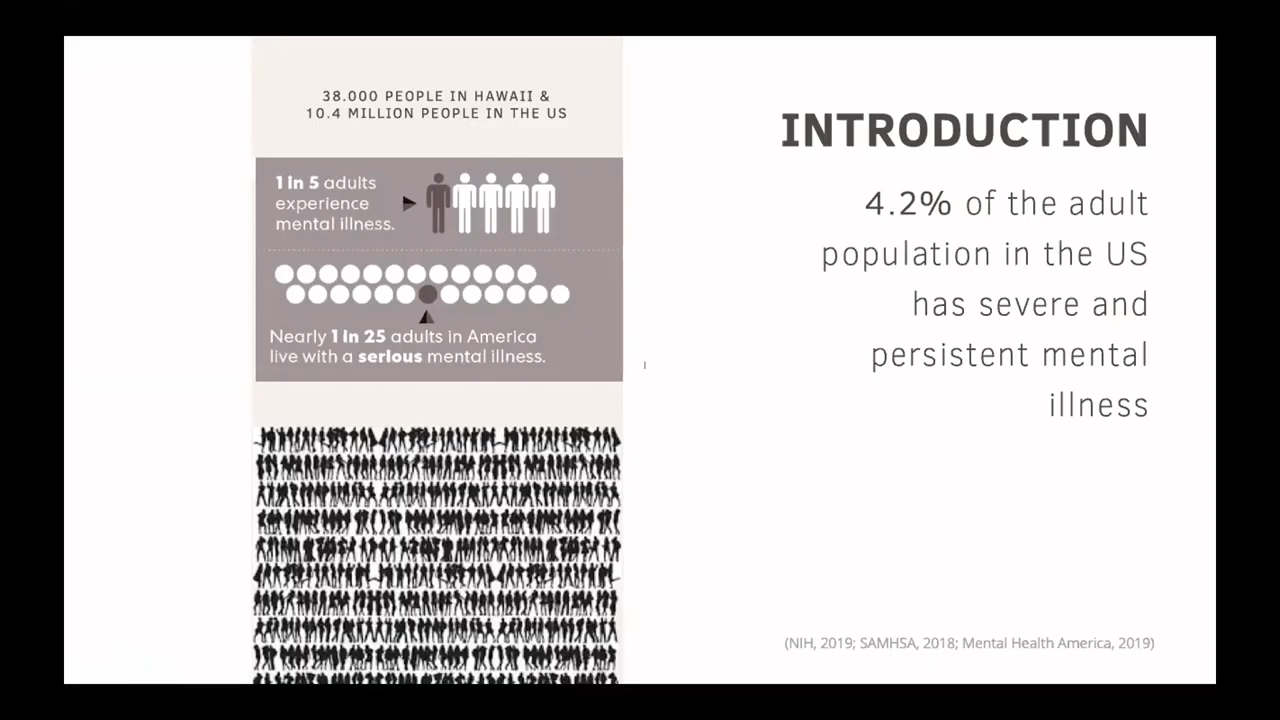 38.000 PEOPLE IN HAWAII &
10.4 MILLION PEOPLE IN THE US
1 in 5 adults
experience
mental illness.
Nearly 1 in 25 adults in America
live with a serious mental illness.
INTRODUCTION
4.2% of the adult
population in the US
has severe and
persistent mental
illness
(NIH, 2019; SAMHSA, 2018; Mental Health America, 2019)